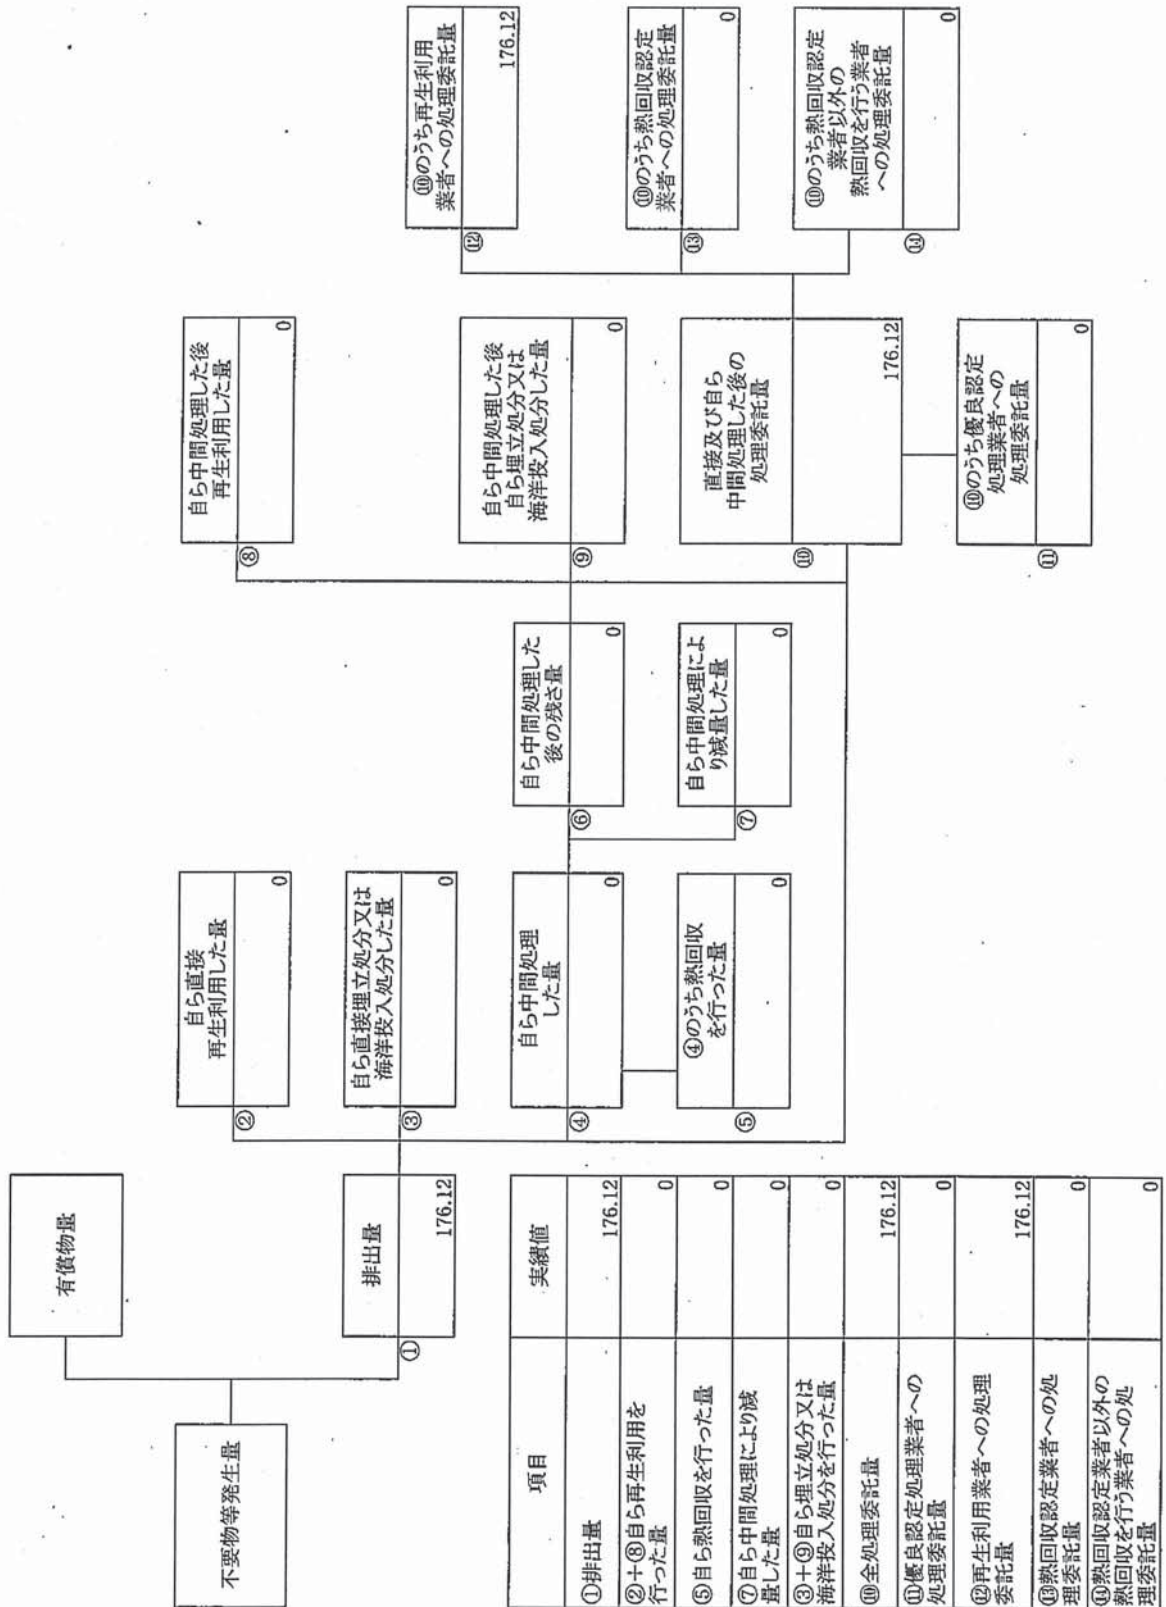 不要物等発生量
有償物量
排出量
①
176.12
自ら直接
再生利用した量
②
0
自ら直接埋立処分又は
海洋投入処分した量
③
0
自ら中間処理
した量
④
0
④のうち熱回収
を行った量
⑤
0
自ら中間処理した
後の残さ量
⑥
0
自ら中間処理によ
り減量した量
⑦
0
自ら中間処理した後
再生利用した量
⑧
0
自ら中間処理した後
自ら埋立処分又は
海洋投入処分した量
⑨
0
直接及び自ら
中間処理した後の
処理委託量
⑩
176.12
⑩のうち優良認定
処理業者への
処理委託量
⑪
0
⑩のうち再生利用
業者への処理委託量
⑫
176.12
⑩のうち熱回収認定
業者への処理委託量
⑬
0
⑩のうち熱回収認定
業者以外の
熱回収を行う業者
への処理委託量
⑭
0
項目 実績値
①排出量 176.12
②+⑧自ら再生利用を
行った量 0
⑤自ら熱回収を行った量 0
⑦自ら中間処理により減
量した量 0
③+⑨自ら埋立処分又は
海洋投入処分を行った量 0
⑩全処理委託量 176.12
⑪優良認定処理業者への
処理委託量 0
⑫再生利用業者への処理
委託量 176.12
⑬熱回収認定業者への処
理委託量 0
⑭熱回収認定業者以外の
熱回収を行う業者への処
理委託量 0